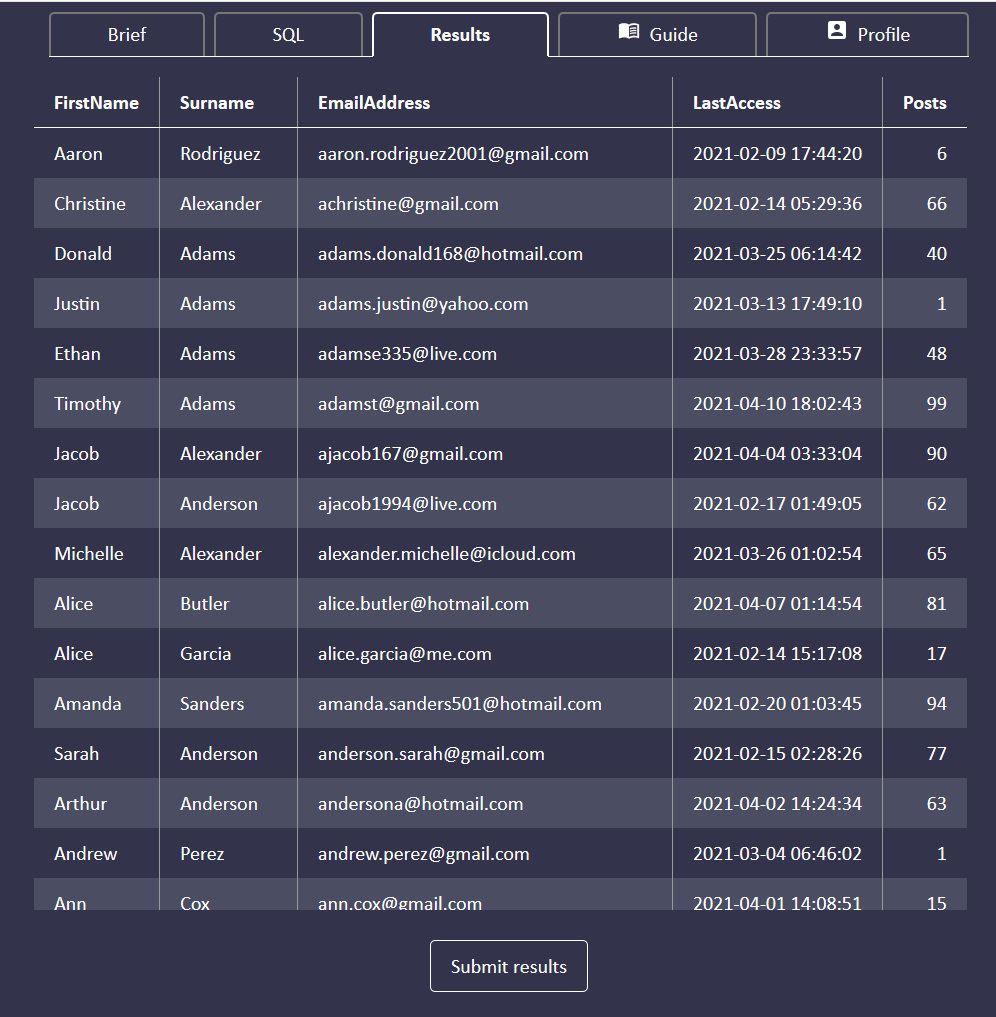 Brief SQL Results Guide Profile
FirstName Surname EmailAddress LastAccess Posts
Aaron Rodriguez aaron.rodriguez2001@gmail.com 2021-02-09 17:44:20 6
Christine Alexander achristine@gmail.com 2021-02-14 05:29:36 66
Donald Adams adams.donald168@hotmail.com 2021-03-25 06:14:42 40
Justin Adams adams.justin@yahoo.com 2021-03-13 17:49:10 1
Ethan Adams adamse335@live.com 2021-03-28 23:33:57 48
Timothy Adams adamst@gmail.com 2021-04-10 18:02:43 99
Jacob Alexander ajacob167@gmail.com 2021-04-04 03:33:04 90
Jacob Anderson ajacob1994@live.com 2021-02-17 01:49:05 62
Michelle Alexander alexander.michelle@icloud.com 2021-03-26 01:02:54 65
Alice Butler alice.butler@hotmail.com 2021-04-07 01:14:54 81
Alice Garcia alice.garcia@me.com 2021-02-14 15:17:08 17
Amanda Sanders amanda.sanders501@hotmail.com 2021-02-20 01:03:45 94
Sarah Anderson anderson.sarah@gmail.com 2021-02-15 02:28:26 77
Arthur Anderson andersona@hotmail.com 2021-04-02 14:24:34 63
Andrew Perez andrew.perez@gmail.com 2021-03-04 06:46:02 1
Ann Cox ann.cox@gmail.com 2021-04-01 14:08:51 15
Submit results